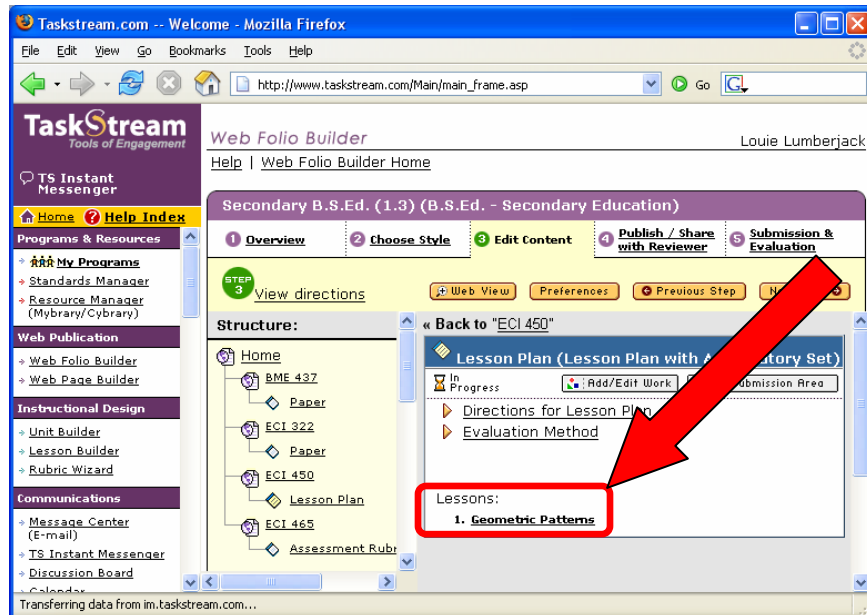 Taskstream.com -- Welcome - Mozilla Firefox
File Edit View Go Bookmarks Tools Help
http://www.taskstream.com/Main/main_frame.asp Go G
TaskStream
Tools of Engagement
TS Instant
Messenger
Home Help Index
Programs & Resources
My Programs
Standards Manager
Resource Manager
(Mybrary/Cybrary)
Web Publication
Web Folio Builder
Web Page Builder
Instructional Design
Unit Builder
Lesson Builder
Rubric Wizard
Communications
Message Center
(E-mail)
TS Instant Messenger
Discussion Board
Calendar
Web Folio Builder
Louie Lumberjack
Help | Web Folio Builder Home
Secondary B.S.Ed. (1.3) (B.S.Ed. - Secondary Education)
1 Overview
2 Choose Style
3 Edit Content
4 Publish / Share
with Reviewer
5 Submission &
Evaluation
STEP
3
View directions
Web View Preferences Previous Step
Structure:
Home
BME 437
Paper
ECI 322
Paper
ECI 450
Lesson Plan
ECI 465
Assessment Rubr
« Back to "ECI 450"
Lesson Plan (Lesson Plan with A tory Set)
In
Progress
Add/Edit Work
ubmission Area
Directions for Lesson Plan
Evaluation Method
Lessons:
1. Geometric Patterns
Transferring data from im.taskstream.com...